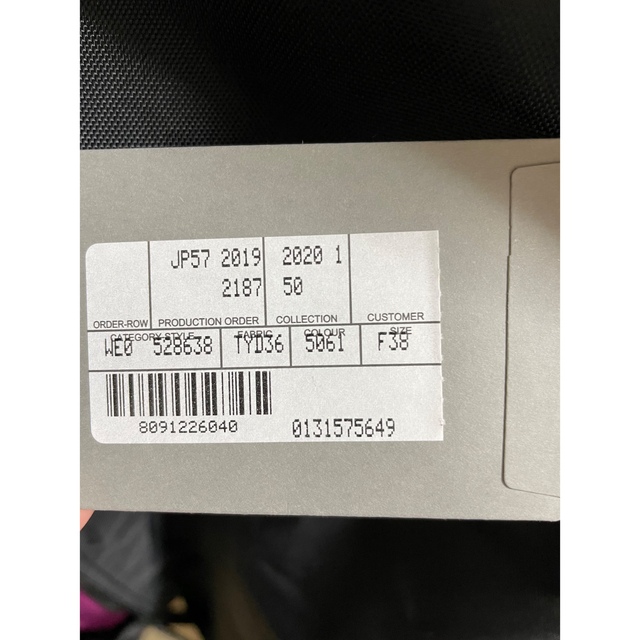 JP57 2019 2020 1
2187 50
ORDER-ROW PRODUCTION ORDER COLLECTION CUSTOMER
CATEGORY-STYLE FABRIC COLOUR SIZE
WE0 528638 TYD36 5061 F38
8091226040 0131575649